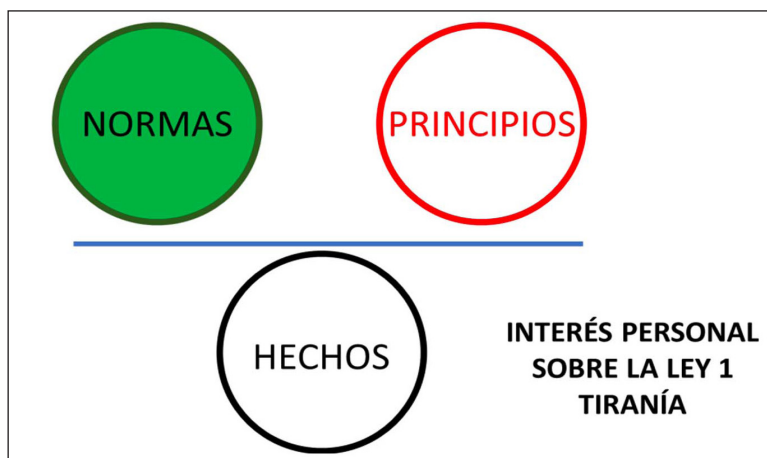 NORMAS
PRINCIPIOS
HECHOS
INTERÉS PERSONAL
SOBRE LA LEY 1
TIRANÍA